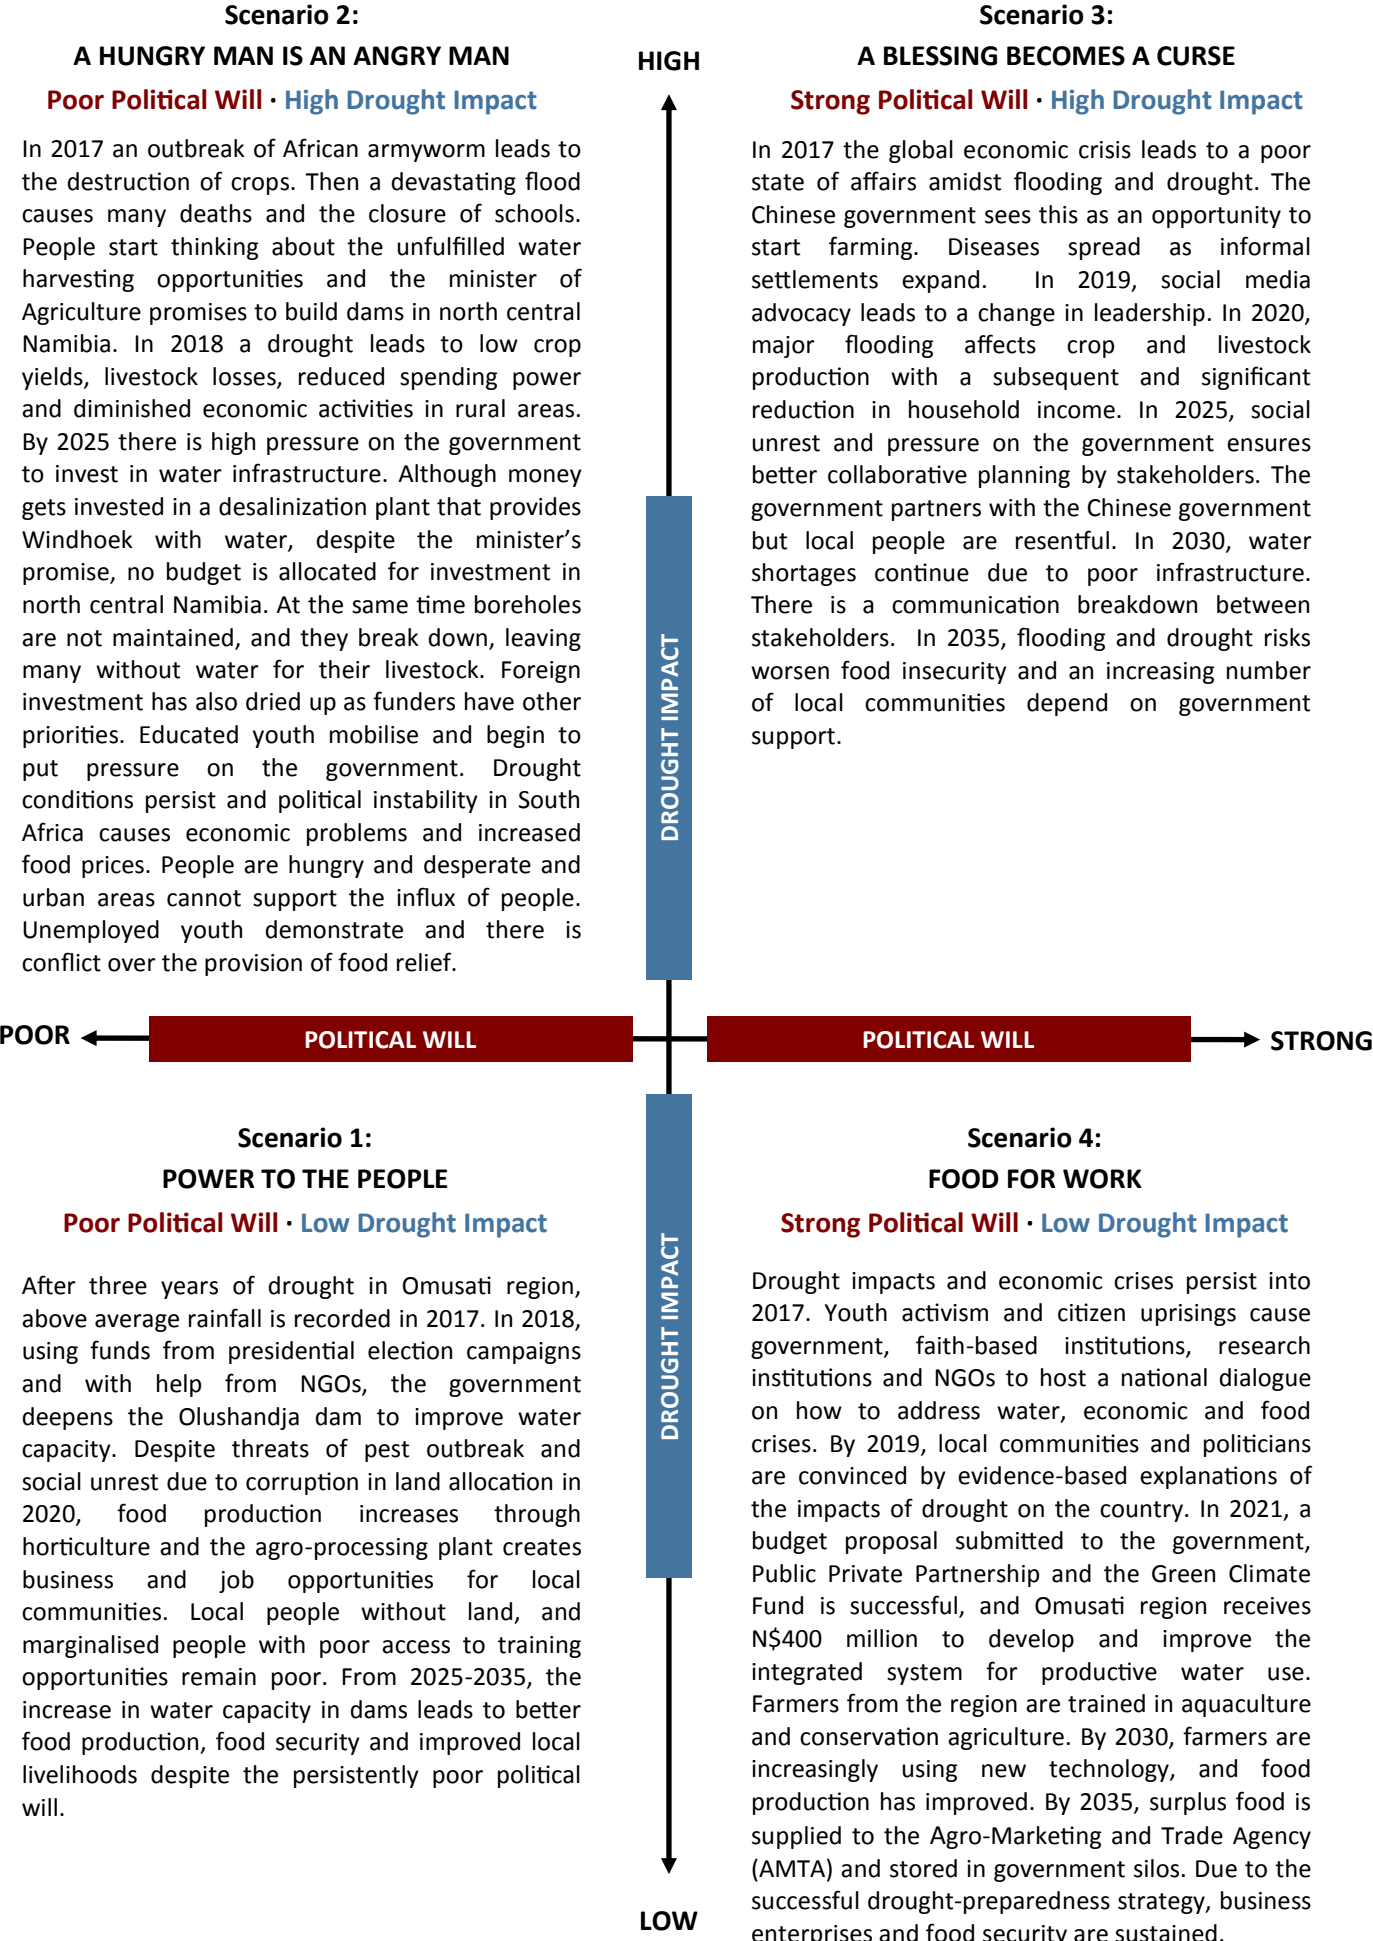 Scenario 2:
A HUNGRY MAN IS AN ANGRY MAN
Poor Political Will · High Drought Impact
In 2017 an outbreak of African armyworm leads to
the destruction of crops. Then a devastating flood
causes many deaths and the closure of schools.
People start thinking about the unfulfilled water
harvesting opportunities and the minister of
Agriculture promises to build dams in north central
Namibia. In 2018 a drought leads to low crop
yields, livestock losses, reduced spending power
and diminished economic activities in rural areas.
By 2025 there is high pressure on the government
to invest in water infrastructure. Although money
gets invested in a desalinization plant that provides
Windhoek with water, despite the minister’s
promise, no budget is allocated for investment in
north central Namibia. At the same time boreholes
are not maintained, and they break down, leaving
many without water for their livestock. Foreign
investment has also dried up as funders have other
priorities. Educated youth mobilise and begin to
put pressure on the government. Drought
conditions persist and political instability in South
Africa causes economic problems and increased
food prices. People are hungry and desperate and
urban areas cannot support the influx of people.
Unemployed youth demonstrate and there is
conflict over the provision of food relief.
HIGH
DROUGHT IMPACT
Scenario 3:
A BLESSING BECOMES A CURSE
Strong Political Will · High Drought Impact
In 2017 the global economic crisis leads to a poor
state of affairs amidst flooding and drought. The
Chinese government sees this as an opportunity to
start farming. Diseases spread as informal
settlements expand. In 2019, social media
advocacy leads to a change in leadership. In 2020,
major flooding affects crop and livestock
production with a subsequent and significant
reduction in household income. In 2025, social
unrest and pressure on the government ensures
better collaborative planning by stakeholders. The
government partners with the Chinese government
but local people are resentful. In 2030, water
shortages continue due to poor infrastructure.
There is a communication breakdown between
stakeholders. In 2035, flooding and drought risks
worsen food insecurity and an increasing number
of local communities depend on government
support.
POOR
POLITICAL WILL
POLITICAL WILL
STRONG
Scenario 1:
POWER TO THE PEOPLE
Poor Political Will · Low Drought Impact
After three years of drought in Omusati region,
above average rainfall is recorded in 2017. In 2018,
using funds from presidential election campaigns
and with help from NGOs, the government
deepens the Olushandja dam to improve water
capacity. Despite threats of pest outbreak and
social unrest due to corruption in land allocation in
2020, food production increases through
horticulture and the agro-processing plant creates
business and job opportunities for local
communities. Local people without land, and
marginalised people with poor access to training
opportunities remain poor. From 2025-2035, the
increase in water capacity in dams leads to better
food production, food security and improved local
livelihoods despite the persistently poor political
will.
DROUGHT IMPACT
LOW
Scenario 4:
FOOD FOR WORK
Strong Political Will · Low Drought Impact
Drought impacts and economic crises persist into
2017. Youth activism and citizen uprisings cause
government, faith-based institutions, research
institutions and NGOs to host a national dialogue
on how to address water, economic and food
crises. By 2019, local communities and politicians
are convinced by evidence-based explanations of
the impacts of drought on the country. In 2021, a
budget proposal submitted to the government,
Public Private Partnership and the Green Climate
Fund is successful, and Omusati region receives
N$400 million to develop and improve the
integrated system for productive water use.
Farmers from the region are trained in aquaculture
and conservation agriculture. By 2030, farmers are
increasingly using new technology, and food
production has improved. By 2035, surplus food is
supplied to the Agro-Marketing and Trade Agency
(AMTA) and stored in government silos. Due to the
successful drought-preparedness strategy, business
enterprises and food security are sustained.